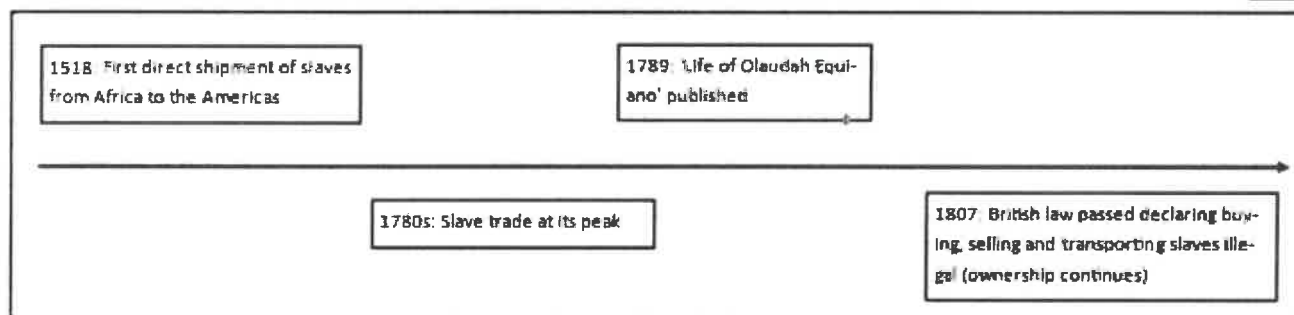 1518: First direct shipment of slaves
from Africa to the Americas
1789: 'Life of Olaudah Equi-
ano' published
1780s: Slave trade at its peak
1807: British law passed declaring buy-
ing, selling and transporting slaves ille-
gal (ownership continues)